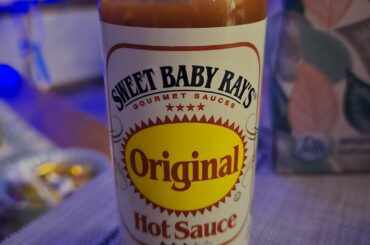 SWEET BABY RAY'S
GOURMET SAUCES
Original
Hot Sauce